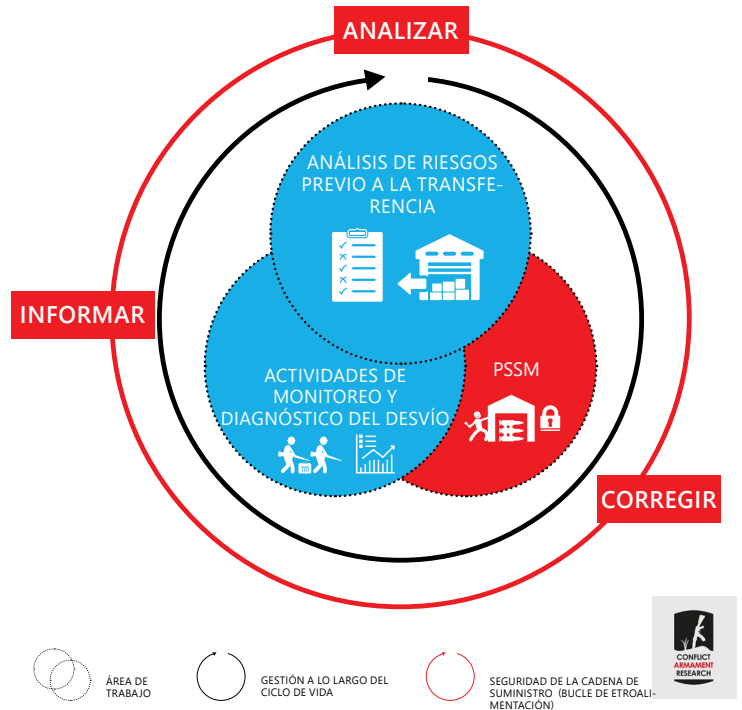 ANALIZAR
ANÁLISIS DE RIESGOS
PREVIO A LA TRANSFE-
RENCIA
INFORMAR
ACTIVIDADES DE
MONITOREO Y
DIAGNÓSTICO DEL DESVÍO
PSSM
CORREGIR
ÁREA DE
TRABAJO
GESTIÓN A LO LARGO DEL
CICLO DE VIDA
SEGURIDAD DE LA CADENA DE
SUMINISTRO (BUCLE DE ETROALI-
MENTACIÓN)
CONFLICT
ARMAMENT
RESEARCH